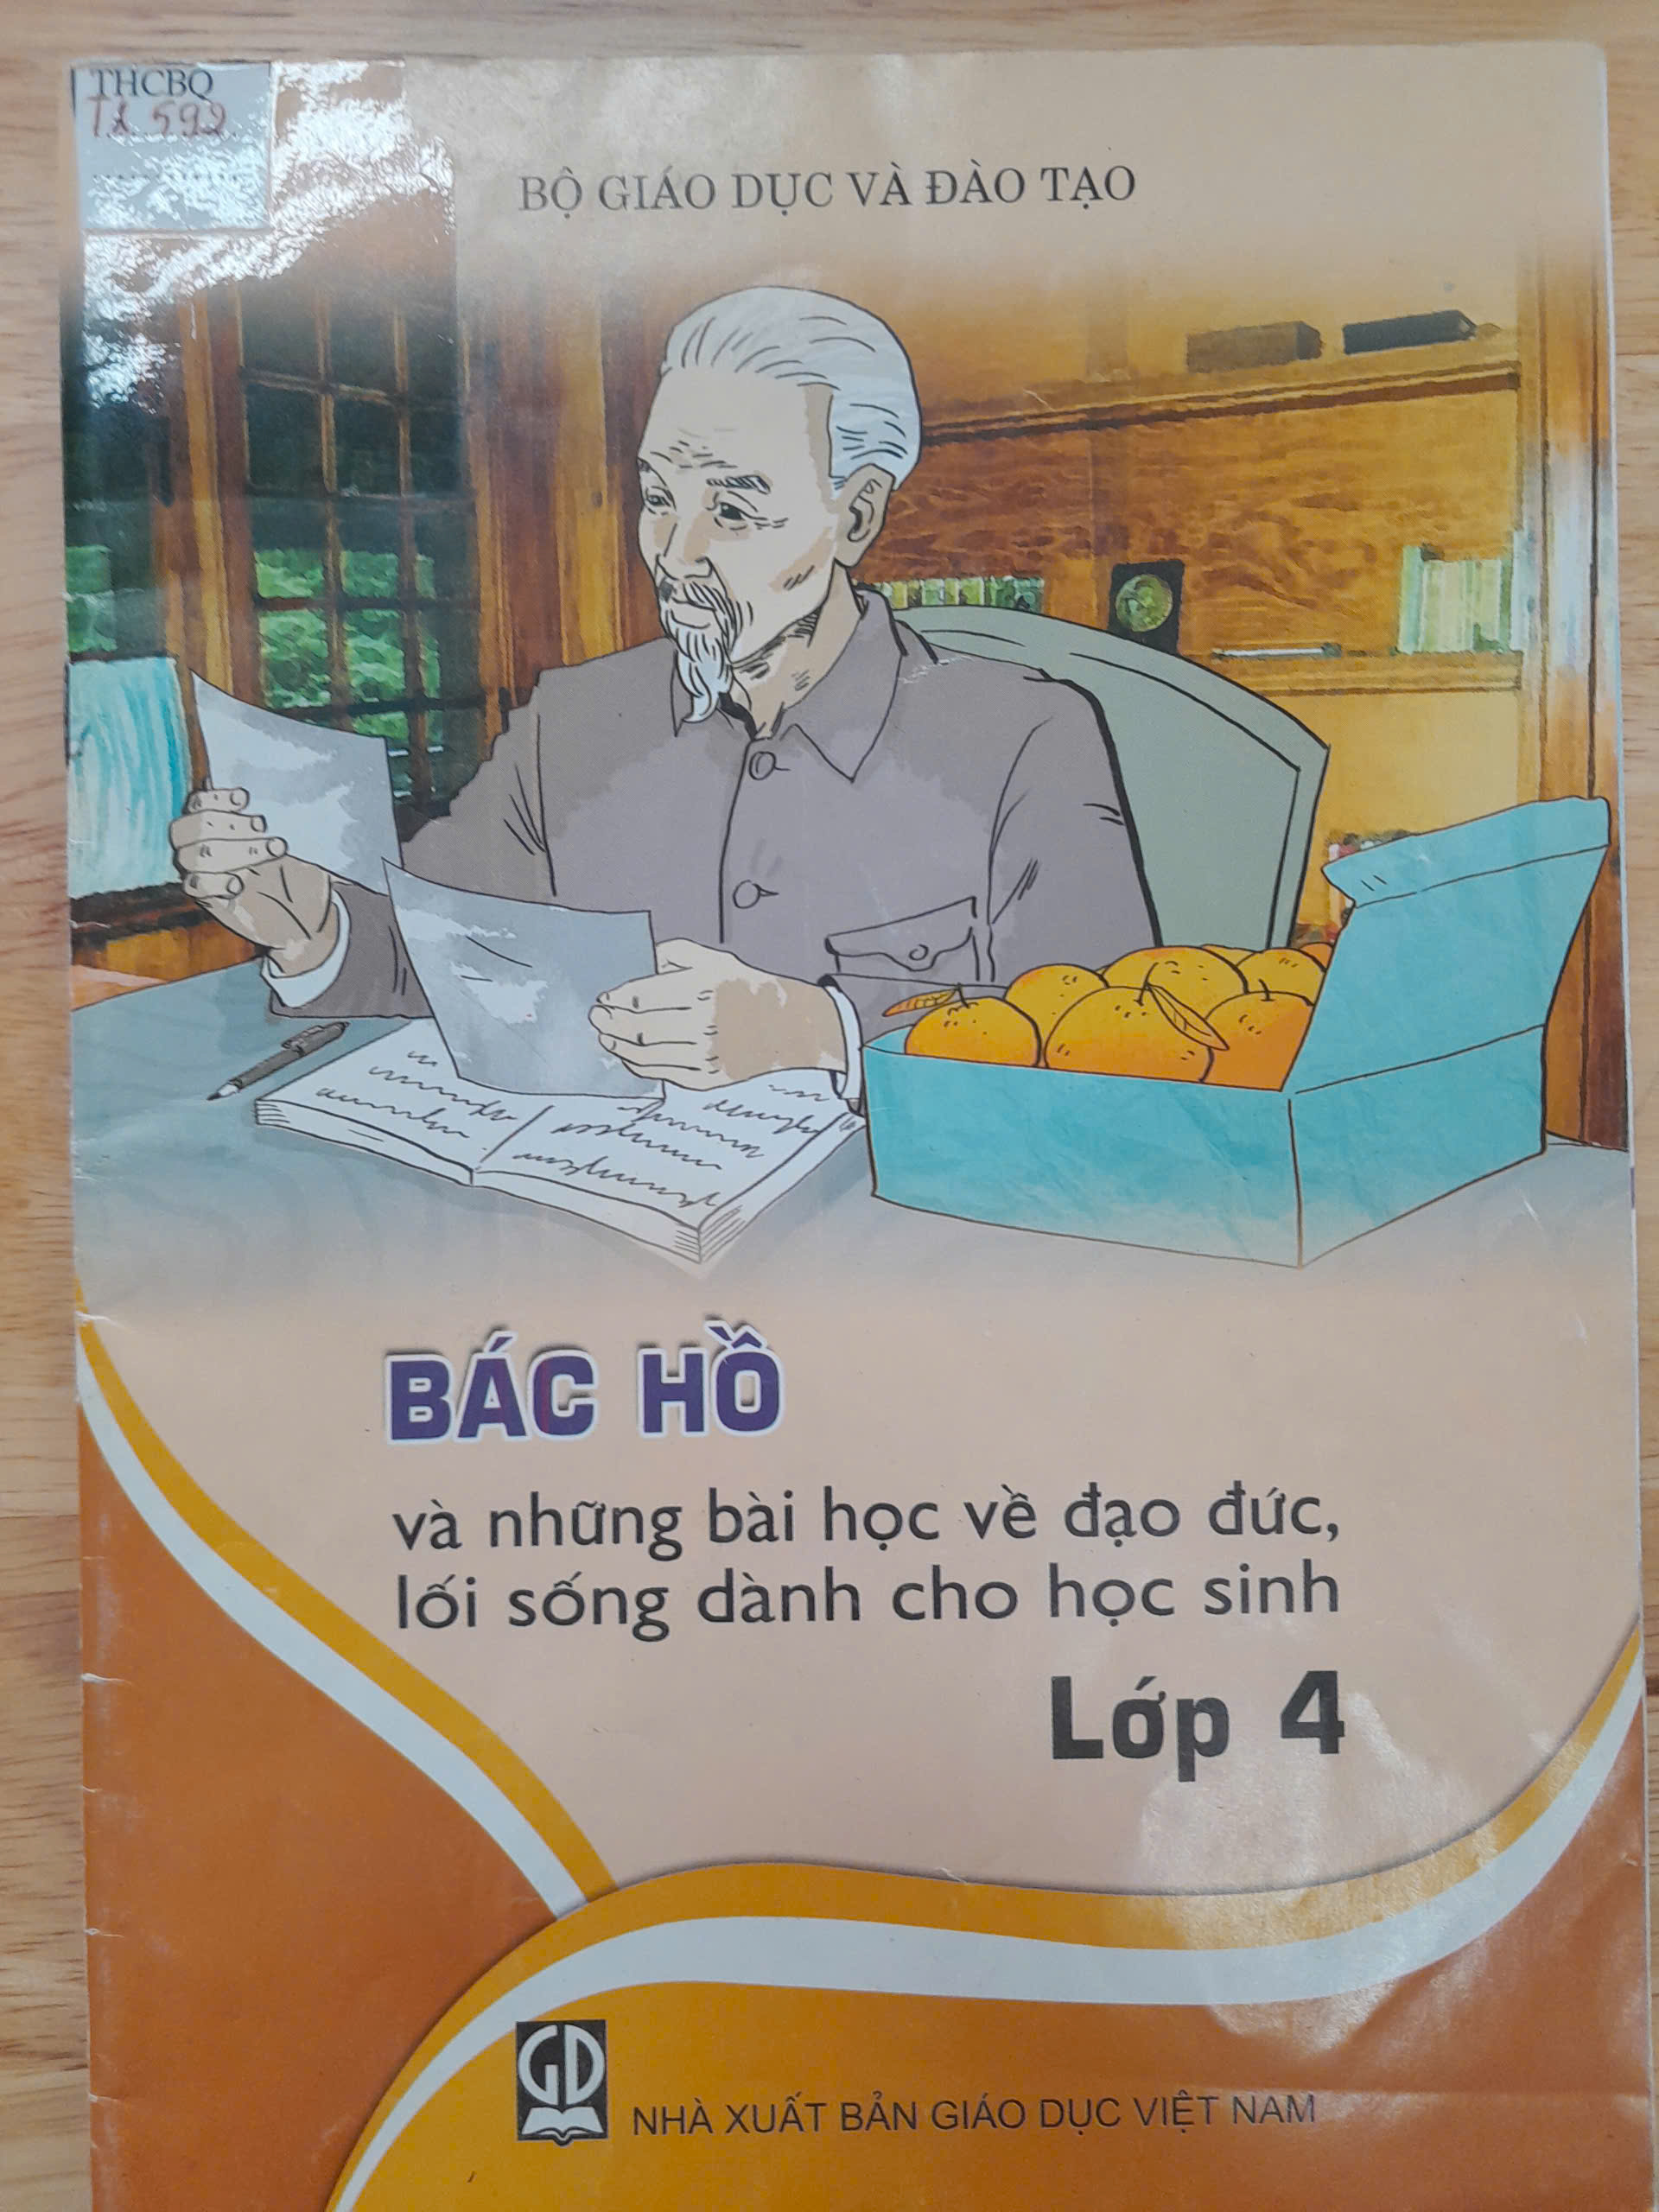 THCBQ
592
BỘ GIÁO DỤC VÀ ĐÀO TẠO
BÁC HỒ
và những bài học về đạo đức,
lối sống dành cho học sinh
Lớp 4
GD
NHÀ XUẤT BẢN GIÁO DỤC VIỆT NAM